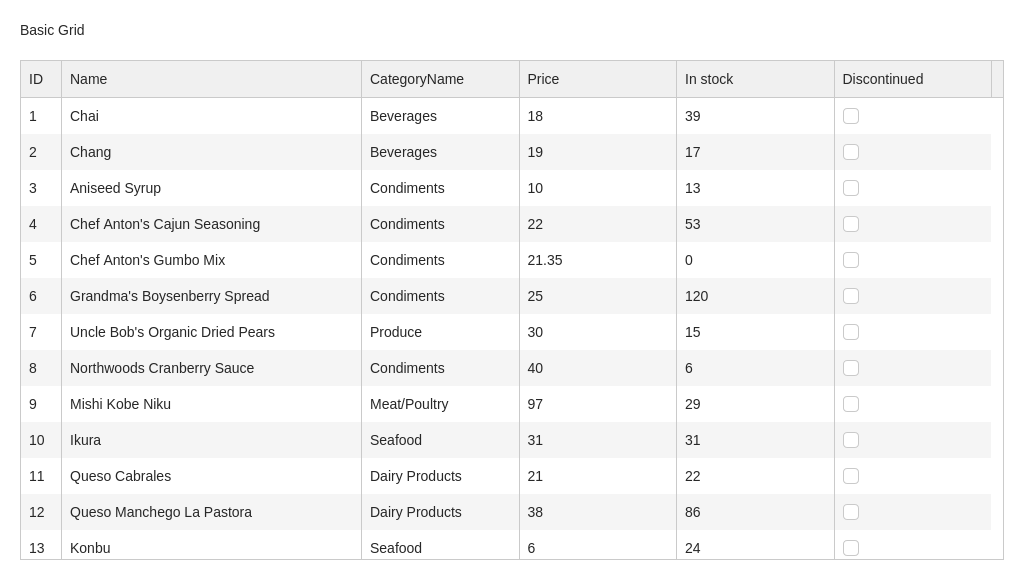 Basic Grid
ID Name CategoryName Price In stock Discontinued
1 Chai Beverages 18 39
2 Chang Beverages 19 17
3 Aniseed Syrup Condiments 10 13
4 Chef Anton's Cajun Seasoning Condiments 22 53
5 Chef Anton's Gumbo Mix Condiments 21.35 0
6 Grandma's Boysenberry Spread Condiments 25 120
7 Uncle Bob's Organic Dried Pears Produce 30 15
8 Northwoods Cranberry Sauce Condiments 40 6
9 Mishi Kobe Niku Meat/Poultry 97 29
10 Ikura Seafood 31 31
11 Queso Cabrales Dairy Products 21 22
12 Queso Manchego La Pastora Dairy Products 38 86
13 Konbu Seafood 6 24